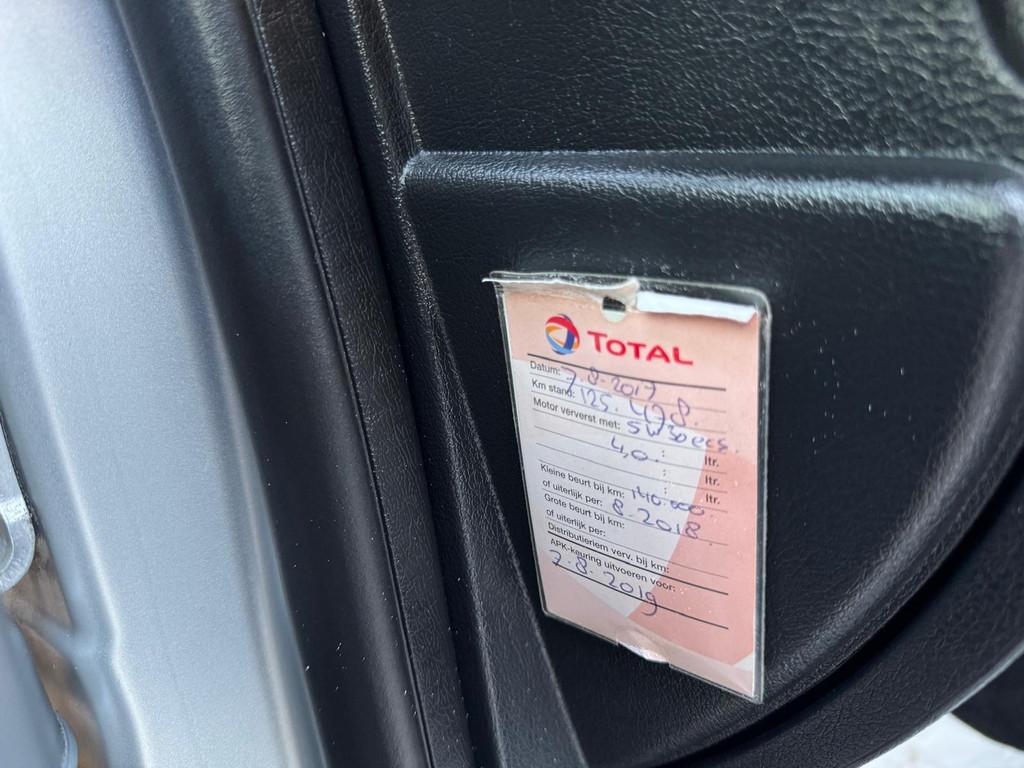 TOTAL
Datum: 7.8.2017
Km stand: 125.478.
Motor ververst met: 5w30 ecs.
4,0. : ltr.
: ltr.
: ltr.
Kleine beurt bij km: 140.000
of uiterlijk per: 8-2018.
Grote beurt bij km:
of uiterlijk per:
Distributieriem verv. bij km:
APK-keuring uitvoeren voor:
7.8.2019